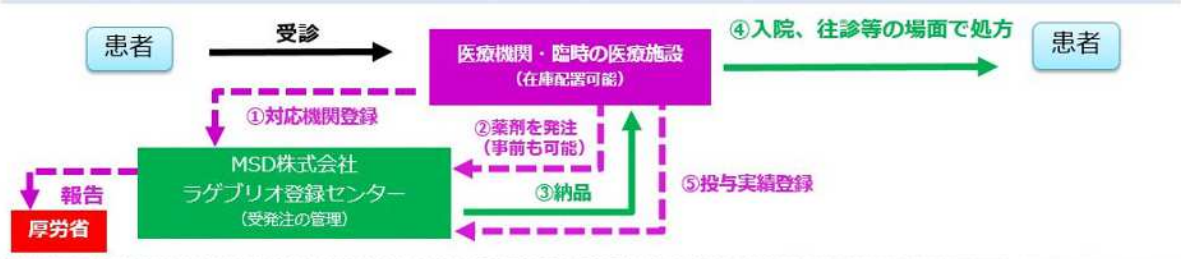 患者
受診
医療機関・臨時の医療施設
（在庫配置可能）
④入院、往診等の場面で処方
患者
①対応機関登録
②薬剤を発注
（事前も可能）
MSD株式会社
ラゲブリオ登録センター
（受発注の管理）
③納品
⑤投与実績登録
報告
厚労省